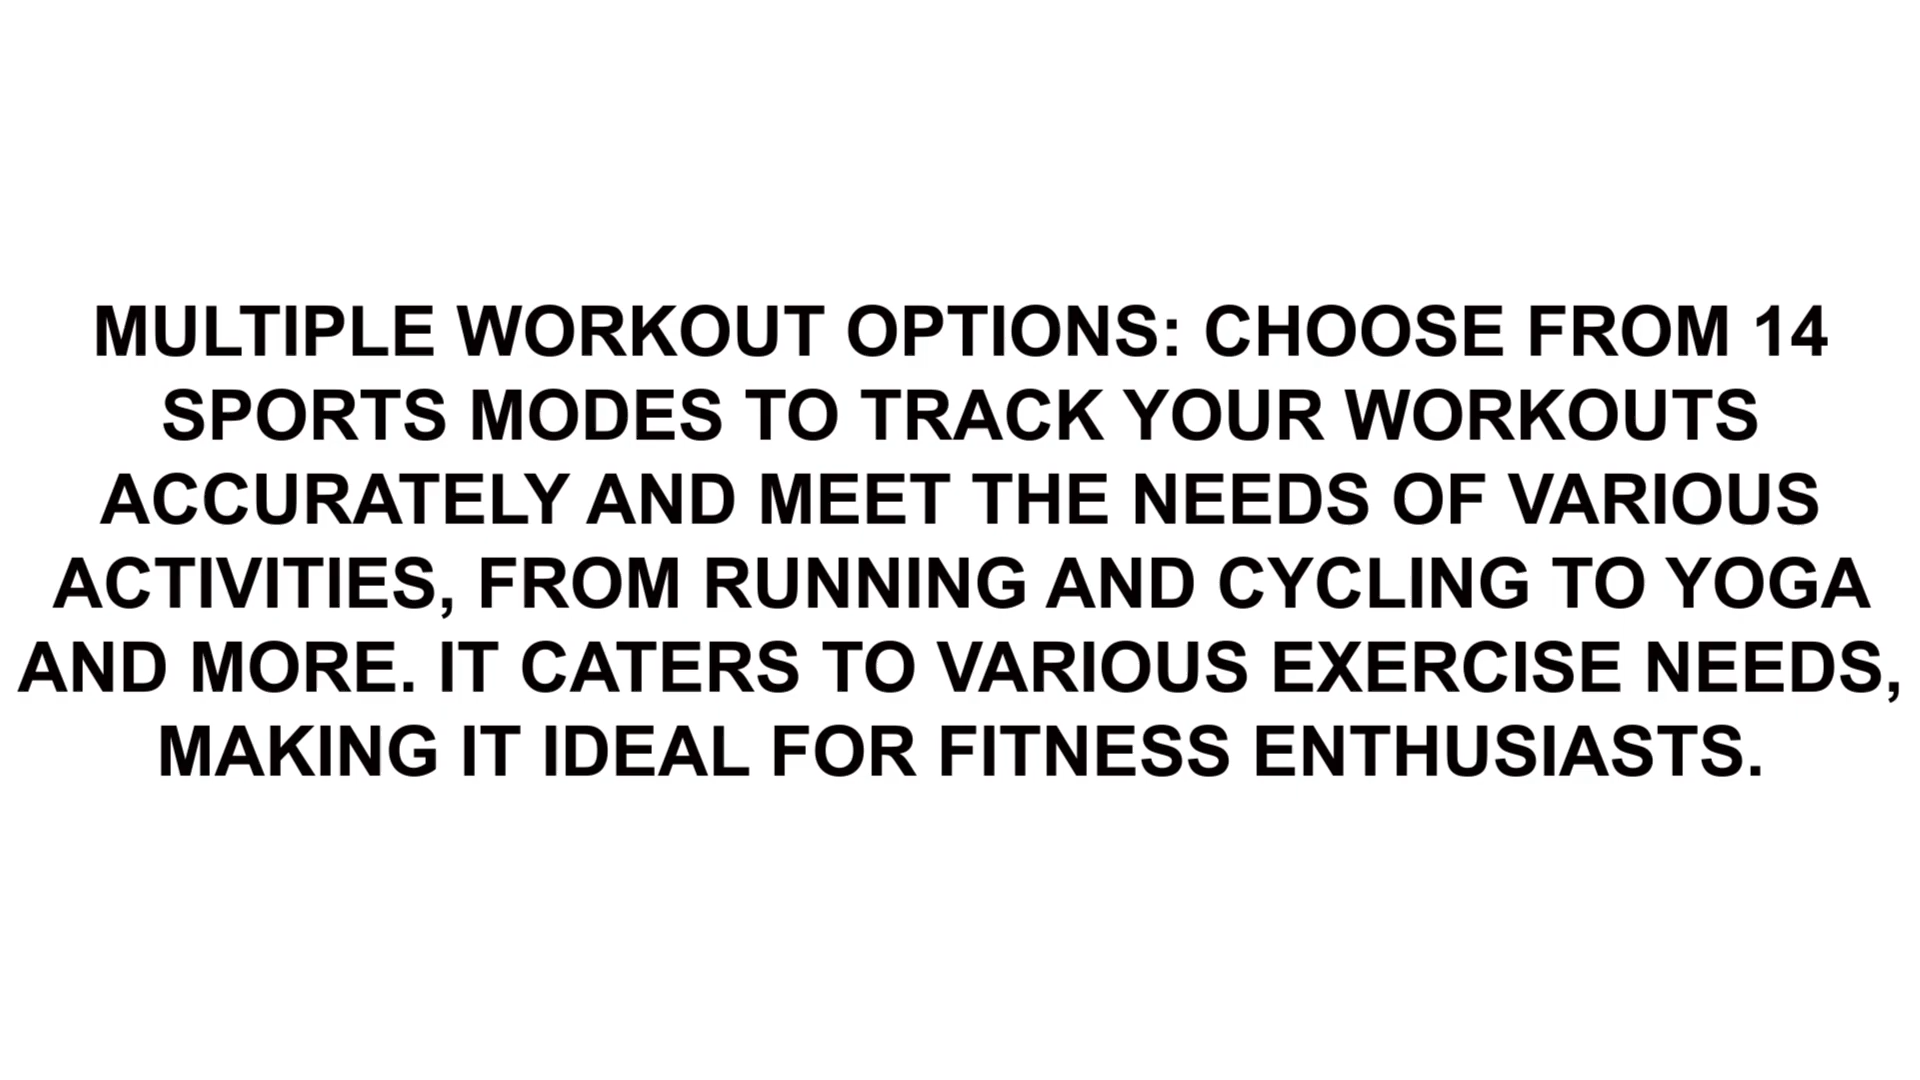 MULTIPLE WORKOUT OPTIONS: CHOOSE FROM 14
SPORTS MODES TO TRACK YOUR WORKOUTS
ACCURATELY AND MEET THE NEEDS OF VARIOUS
ACTIVITIES, FROM RUNNING AND CYCLING TO YOGA
AND MORE. IT CATERS TO VARIOUS EXERCISE NEEDS,
MAKING IT IDEAL FOR FITNESS ENTHUSIASTS.